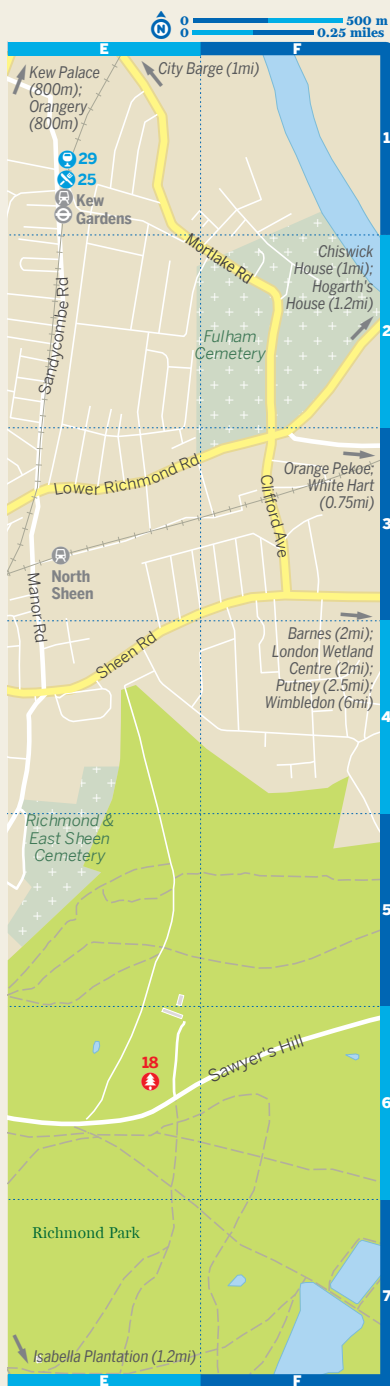 N
0 500 m
0 0.25 miles
E F
Kew Palace
(800m);
Orangery
(800m)
City Barge (1mi)
1
29
25
Kew
Gardens
Mortlake Rd
Chiswick
House (1mi);
Hogarth's
House (1.2mi)
2
Sandycombe Rd
Fulham
Cemetery
Lower Richmond Rd
Orange Pekoe;
White Hart
(0.75mi)
Clifford Ave
3
North
Sheen
Manor Rd
Sheen Rd
Barnes (2mi);
London Wetland
Centre (2mi);
Putney (2.5mi);
Wimbledon (6mi)
4
Richmond &
East Sheen
Cemetery
5
Sawyer's Hill
18
6
Richmond Park
7
Isabella Plantation (1.2mi)
E F